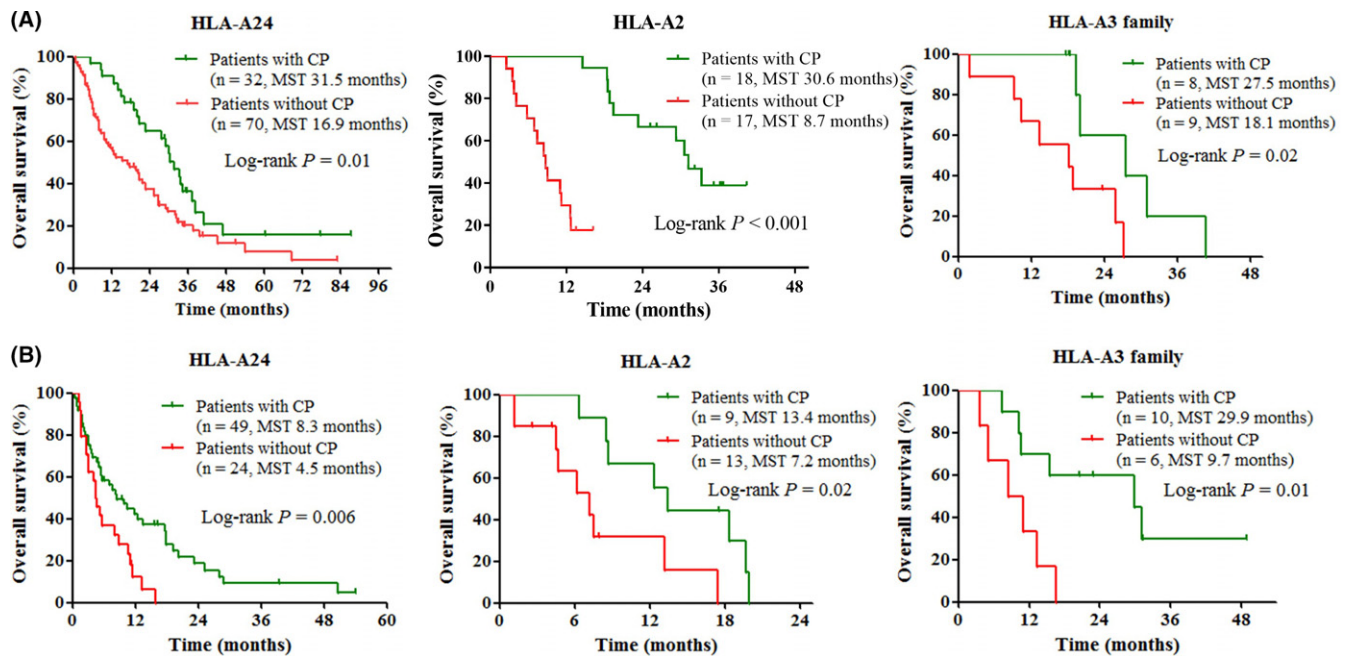 (A)
HLA-A24
Overall survival (%)
100
80
60
40
20
0
Patients with CP
(n = 32, MST 31.5 months)
Patients without CP
(n = 70, MST 16.9 months)
Log-rank P = 0.01
0 12 24 36 48 60 72 84 96
Time (months)
HLA-A2
Overall survival (%)
100
80
60
40
20
0
Patients with CP
(n = 18, MST 30.6 months)
Patients without CP
(n = 17, MST 8.7 months)
Log-rank P < 0.001
0 12 24 36 48
Time (months)
HLA-A3 family
Overall survival (%)
100
80
60
40
20
0
Patients with CP
(n = 8, MST 27.5 months)
Patients without CP
(n = 9, MST 18.1 months)
Log-rank P = 0.02
0 12 24 36 48
Time (months)
(B)
HLA-A24
Overall survival (%)
100
80
60
40
20
0
Patients with CP
(n = 49, MST 8.3 months)
Patients without CP
(n = 24, MST 4.5 months)
Log-rank P = 0.006
0 12 24 36 48 60
Time (months)
HLA-A2
Overall survival (%)
100
80
60
40
20
0
Patients with CP
(n = 9, MST 13.4 months)
Patients without CP
(n = 13, MST 7.2 months)
Log-rank P = 0.02
0 6 12 18 24
Time (months)
HLA-A3 family
Overall survival (%)
100
80
60
40
20
0
Patients with CP
(n = 10, MST 29.9 months)
Patients without CP
(n = 6, MST 9.7 months)
Log-rank P = 0.01
0 12 24 36 48
Time (months)